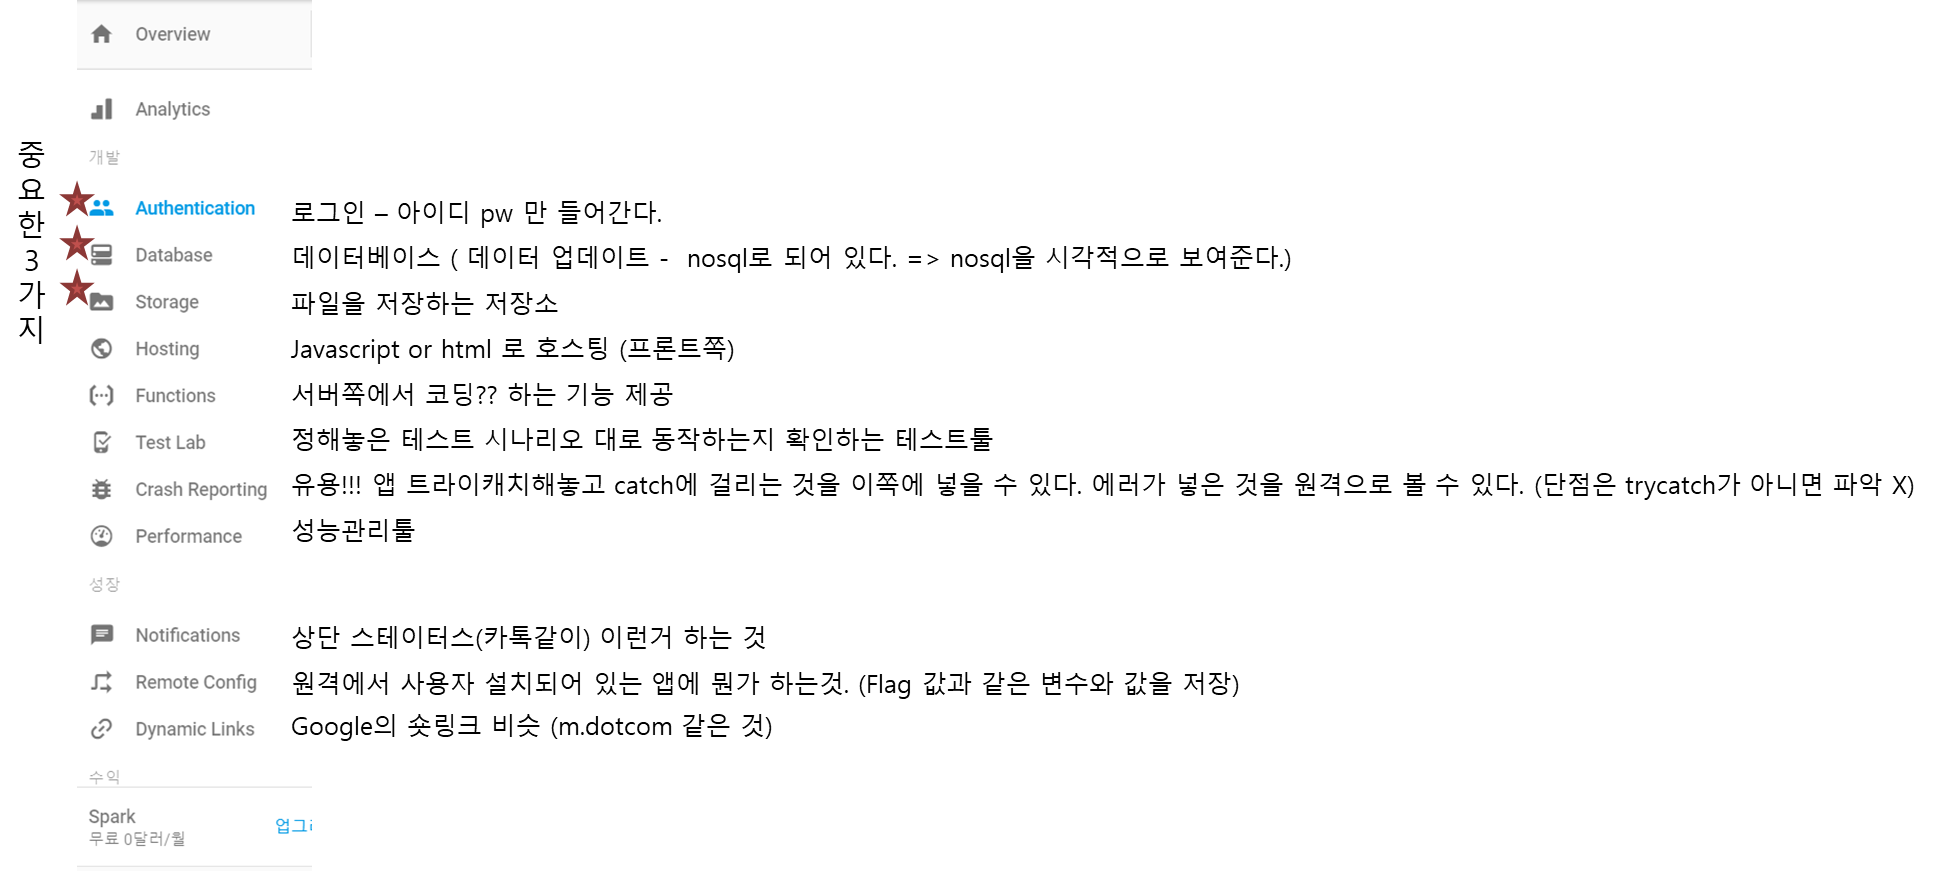 Overview
Analytics
개발
중요한3가지
Authentication 로그인 – 아이디 pw 만 들어간다.
Database 데이터베이스 ( 데이터 업데이트 - nosql로 되어 있다. => nosql을 시각적으로 보여준다.)
Storage 파일을 저장하는 저장소
Hosting Javascript or html 로 호스팅 (프론트쪽)
Functions 서버쪽에서 코딩?? 하는 기능 제공
Test Lab 정해놓은 테스트 시나리오 대로 동작하는지 확인하는 테스트툴
Crash Reporting 유용!!! 앱 트라이캐치해놓고 catch에 걸리는 것을 이쪽에 넣을 수 있다. 에러가 넣은 것을 원격으로 볼 수 있다. (단점은 trycatch가 아니면 파악 X)
Performance 성능관리툴
성장
Notifications 상단 스테이터스(카톡같이) 이런거 하는 것
Remote Config 원격에서 사용자 설치되어 있는 앱에 뭔가 하는것. (Flag 값과 같은 변수와 값을 저장)
Dynamic Links Google의 숏링크 비슷 (m.dotcom 같은 것)
수익
Spark
무료 0달러/월
업그